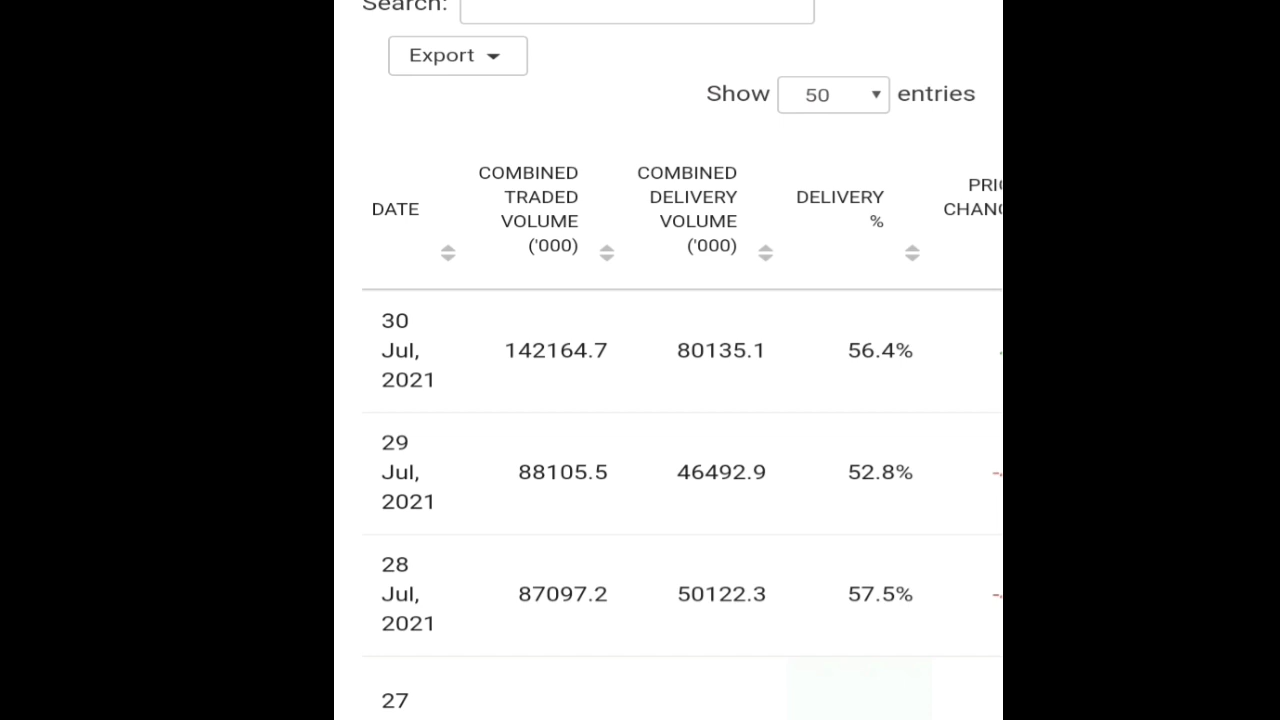 Search:
Export
Show 50 entries
DATE
COMBINED
TRADED
VOLUME
('000)
COMBINED
DELIVERY
VOLUME
('000)
DELIVERY
%
30
Jul,
2021
142164.7
80135.1
56.4%
29
Jul,
2021
88105.5
46492.9
52.8%
28
Jul,
2021
87097.2
50122.3
57.5%
27